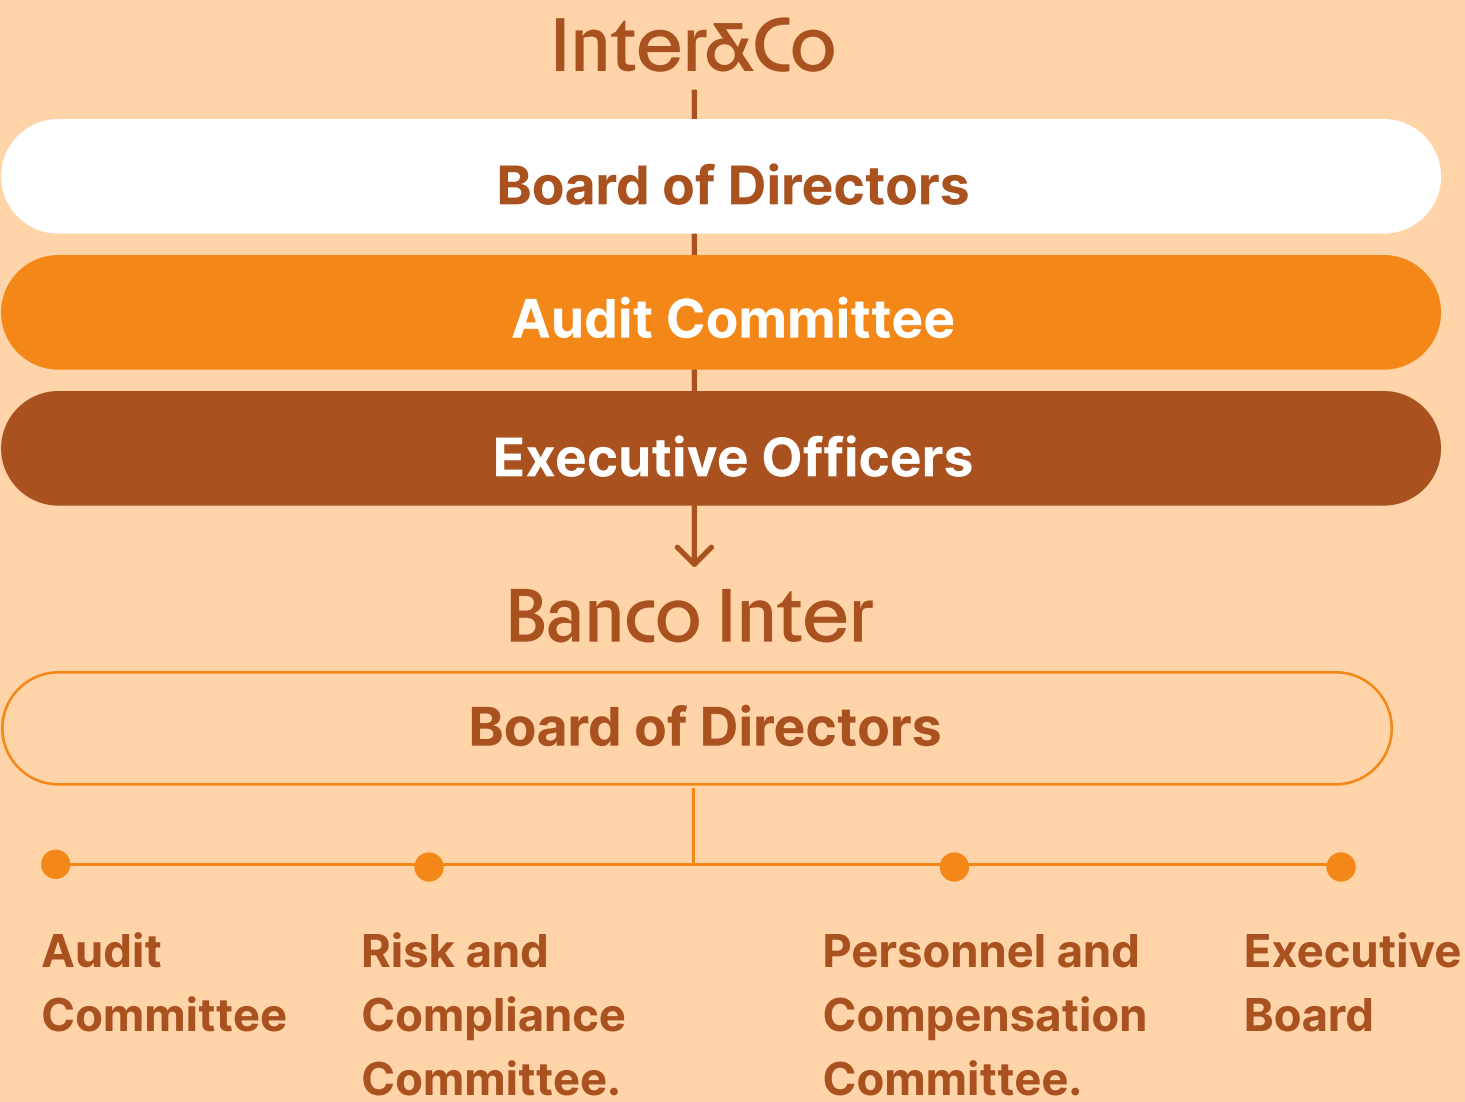 Inter&Co
Board of Directors
Audit Committee
Executive Officers
Banco Inter
Board of Directors
Audit
Committee
Risk and
Compliance
Committee.
Personnel and
Compensation
Committee.
Executive
Board